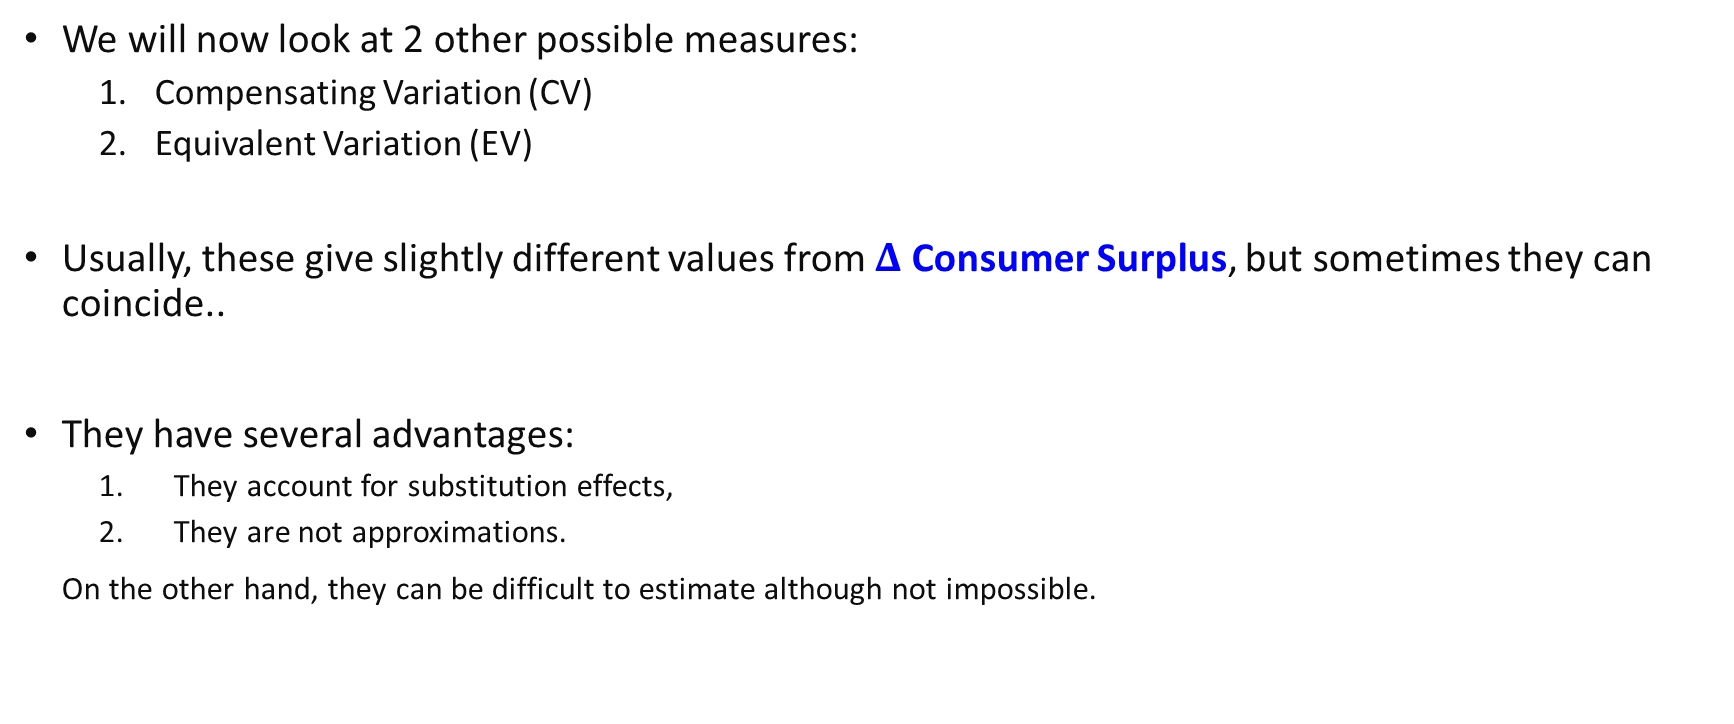 • We will now look at 2 other possible measures:
1. Compensating Variation (CV)
2. Equivalent Variation (EV)
• Usually, these give slightly different values from Δ Consumer Surplus, but sometimes they can
coincide..
• They have several advantages:
1. They account for substitution effects,
2. They are not approximations.
On the other hand, they can be difficult to estimate although not impossible.